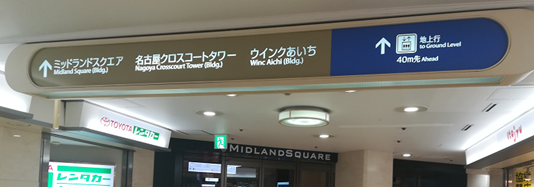 ミッドランドスクエア
Midland Square (Bldg.)
名古屋クロスコートタワー
Nagoya Crosscourt Tower (Bldg.)
ウインクあいち
Winc Aichi (Bldg.)
地上行
to Ground Level
40m先 Ahead
TOYOTA レンタカー
MIDLAND SQUARE
レンタカー